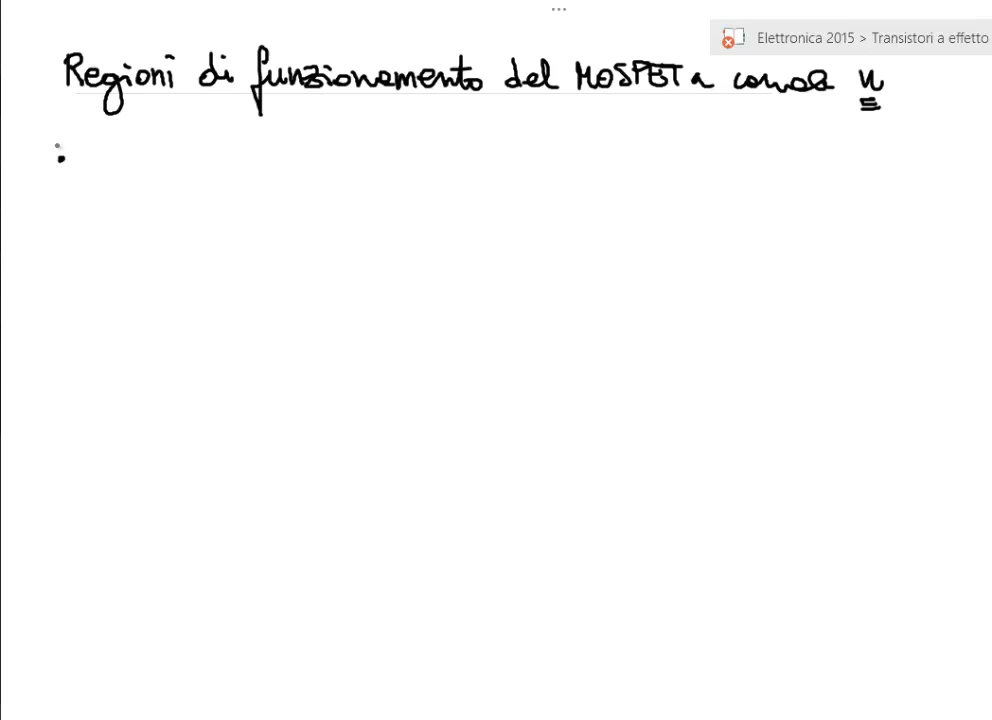 ...
Elettronica 2015 > Transistori a effetto
Regioni di funzionamento del MOSFET a canale n